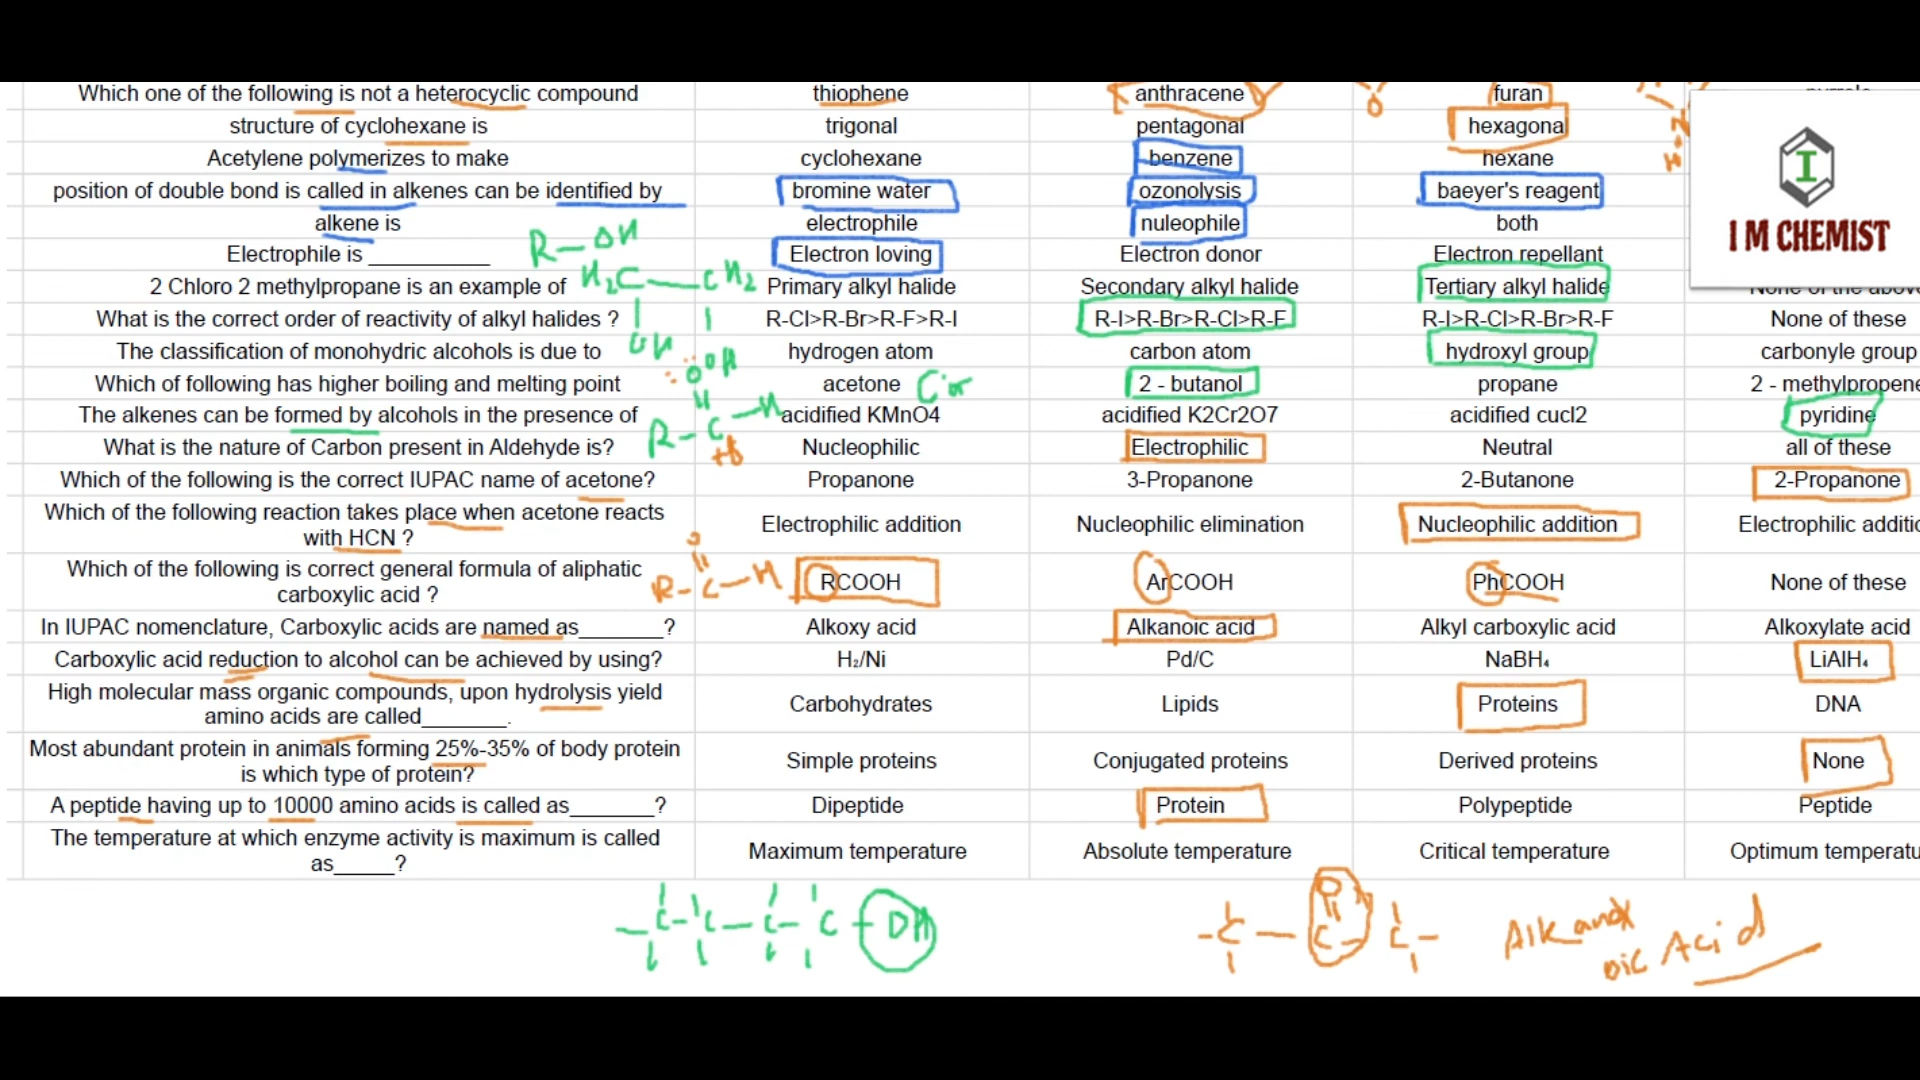 Which one of the following is not a heterocyclic compound thiophene anthracene furan
structure of cyclohexane is trigonal pentagonal hexagonal
Acetylene polymerizes to make cyclohexane benzene hexane
position of double bond is called in alkenes can be identified by bromine water ozonolysis baeyer's reagent
alkene is electrophile nuleophile both
Electrophile is __________ Electron loving Electron donor Electron repellant
2 Chloro 2 methylpropane is an example of Primary alkyl halide Secondary alkyl halide Tertiary alkyl halide None of the above
What is the correct order of reactivity of alkyl halides ? R-Cl>R-Br>R-F>R-I R-I>R-Br>R-Cl>R-F R-I>R-Cl>R-Br>R-F None of these
The classification of monohydric alcohols is due to hydrogen atom carbon atom hydroxyl group carbonyle group
Which of following has higher boiling and melting point acetone 2 - butanol propane 2 - methylpropene
The alkenes can be formed by alcohols in the presence of acidified KMnO4 acidified K2Cr2O7 acidified cucl2 pyridine
What is the nature of Carbon present in Aldehyde is? Nucleophilic Electrophilic Neutral all of these
Which of the following is the correct IUPAC name of acetone? Propanone 3-Propanone 2-Butanone 2-Propanone
Which of the following reaction takes place when acetone reacts
with HCN ? Electrophilic addition Nucleophilic elimination Nucleophilic addition Electrophilic additio
Which of the following is correct general formula of aliphatic
carboxylic acid ? RCOOH ArCOOH PhCOOH None of these
In IUPAC nomenclature, Carboxylic acids are named as_______? Alkoxy acid Alkanoic acid Alkyl carboxylic acid Alkoxylate acid
Carboxylic acid reduction to alcohol can be achieved by using? H₂/Ni Pd/C NaBH₄ LiAlH₄
High molecular mass organic compounds, upon hydrolysis yield
amino acids are called_______. Carbohydrates Lipids Proteins DNA
Most abundant protein in animals forming 25%-35% of body protein
is which type of protein? Simple proteins Conjugated proteins Derived proteins None
A peptide having up to 10000 amino acids is called as_______? Dipeptide Protein Polypeptide Peptide
The temperature at which enzyme activity is maximum is called
as_____? Maximum temperature Absolute temperature Critical temperature Optimum temperatu
I
I M CHEMIST
R-OH
H₂C-CH₂
OH OH
R-C-H
O
R-C-H
-C-C-C-C-OH
O
-C-C-C-
Acid